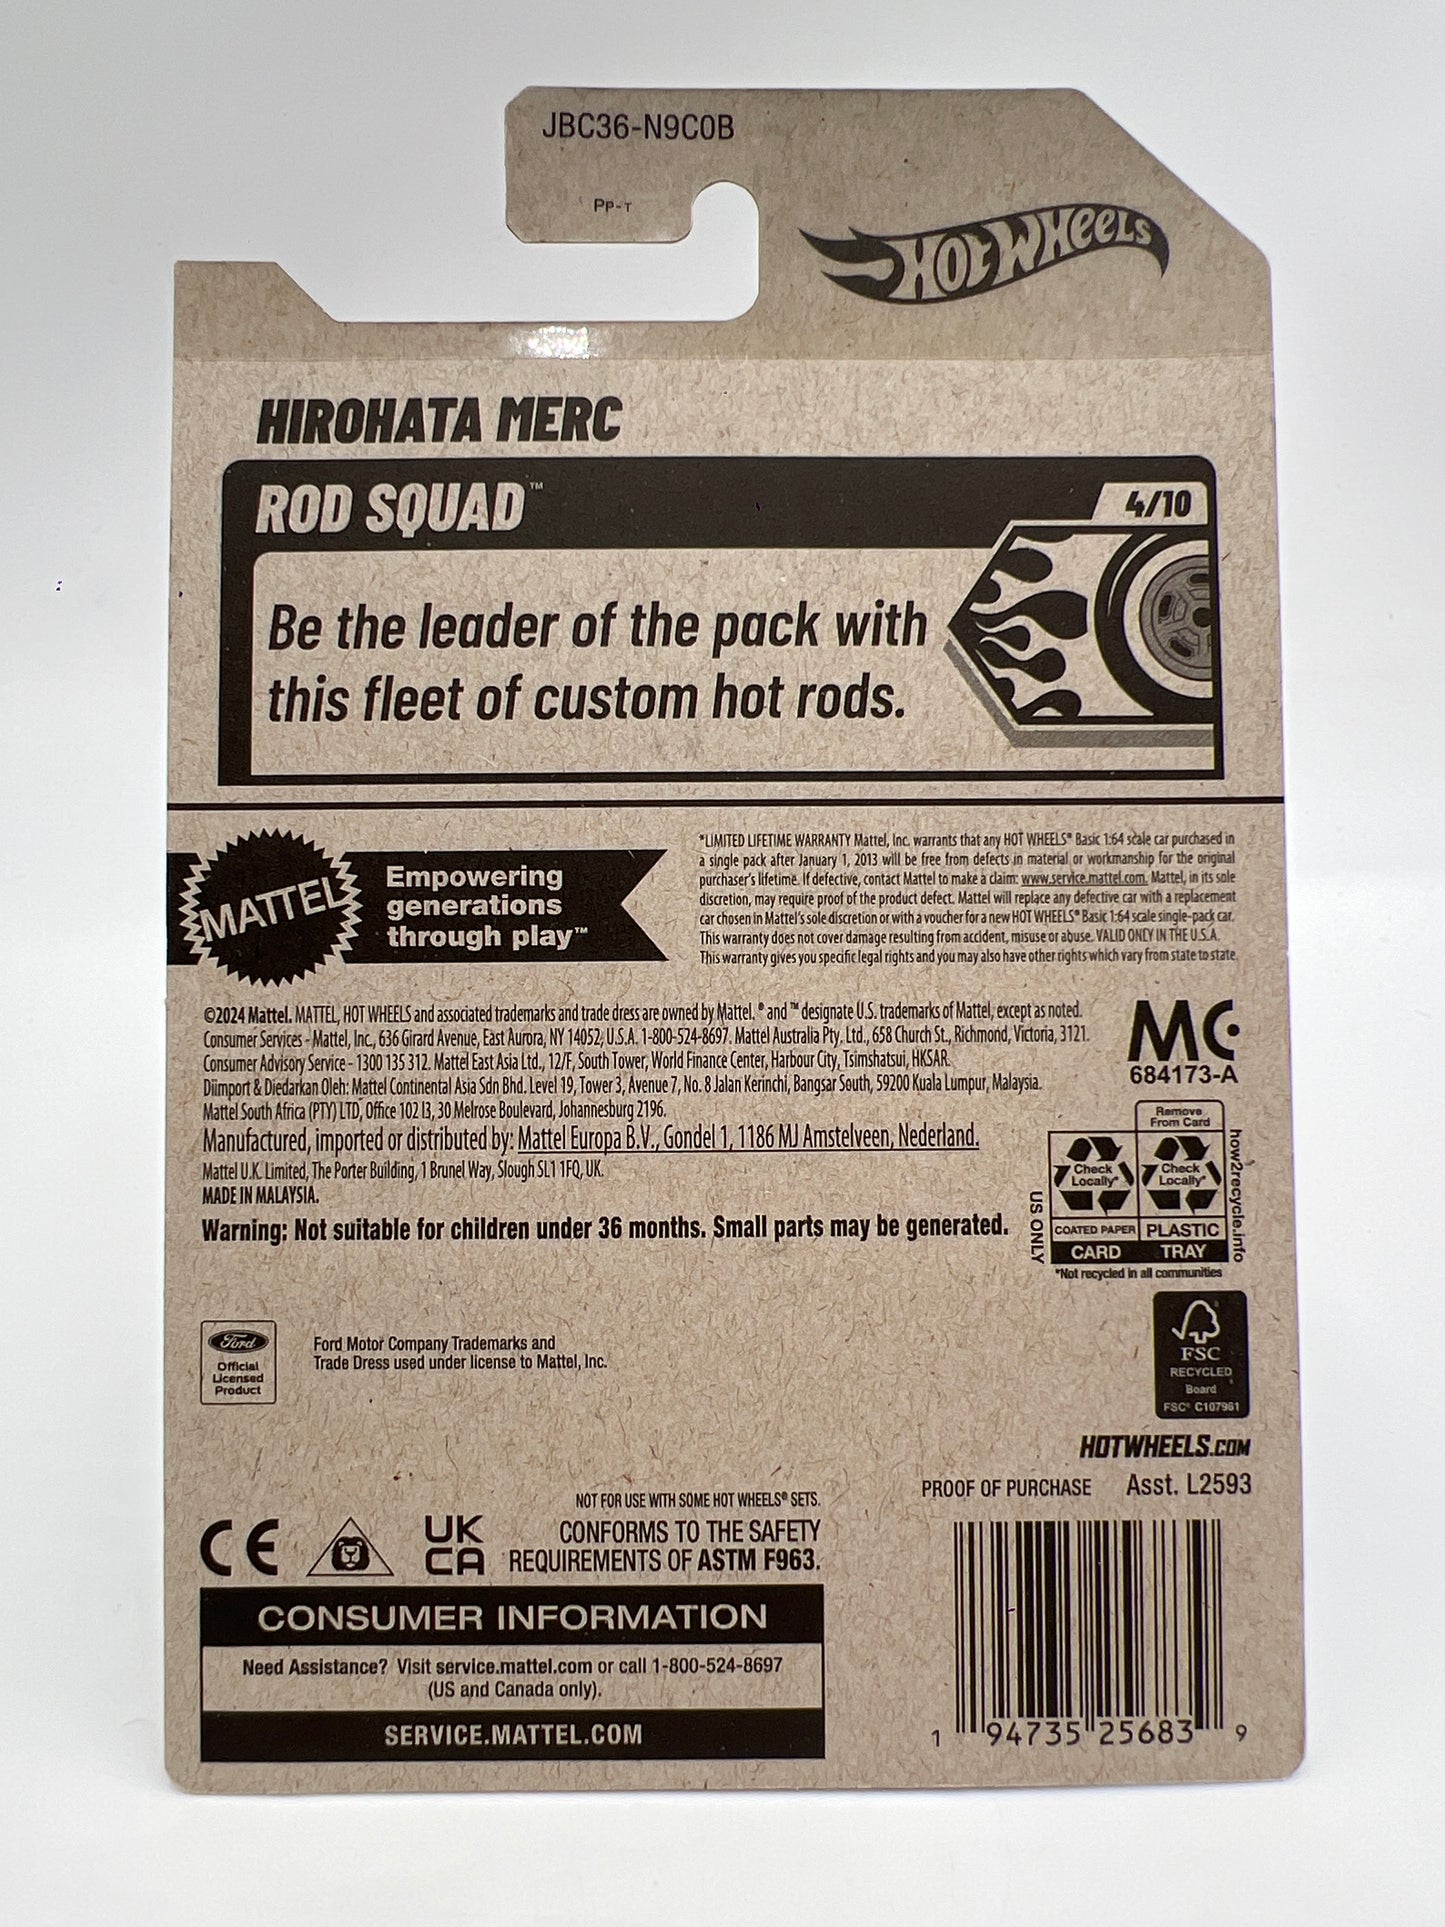 JBC36-N9C0B
PP-T
HOT WHEELS
HIROHATA MERC
ROD SQUAD™
4/10
Be the leader of the pack with
this fleet of custom hot rods.
MATTEL
Empowering
generations
through play™
*LIMITED LIFETIME WARRANTY Mattel, Inc. warrants that any HOT WHEELS® Basic 1:64 scale car purchased in
a single pack after January 1, 2013 will be free from defects in material or workmanship for the original
purchaser's lifetime. If defective, contact Mattel to make a claim: www.service.mattel.com. Mattel, in its sole
discretion, may require proof of the product defect. Mattel will replace any defective car with a replacement
car chosen in Mattel's sole discretion or with a voucher for a new HOT WHEELS® Basic 1:64 scale single-pack car.
This warranty does not cover damage resulting from accident, misuse or abuse. VALID ONLY IN THE U.S.A.
This warranty gives you specific legal rights and you may also have other rights which vary from state to state.
©2024 Mattel. MATTEL, HOT WHEELS and associated trademarks and trade dress are owned by Mattel. ® and ™ designate U.S. trademarks of Mattel, except as noted.
Consumer Services - Mattel, Inc., 636 Girard Avenue, East Aurora, NY 14052, U.S.A. 1-800-524-8697. Mattel Australia Pty., Ltd., 658 Church St., Richmond, Victoria, 3121.
Consumer Advisory Service - 1300 135 312. Mattel East Asia Ltd., 12/F, South Tower, World Finance Center, Harbour City, Tsimshatsui, HKSAR.
Diimport & Diedarkan Oleh: Mattel Continental Asia Sdn Bhd. Level 19, Tower 3, Avenue 7, No. 8 Jalan Kerinchi, Bangsar South, 59200 Kuala Lumpur, Malaysia.
Mattel South Africa (PTY) LTD, Office 102 I3, 30 Melrose Boulevard, Johannesburg 2196.
Manufactured, imported or distributed by: Mattel Europa B.V., Gondel 1, 1186 MJ Amstelveen, Nederland.
Mattel U.K. Limited, The Porter Building, 1 Brunel Way, Slough SL1 1FQ, UK.
MADE IN MALAYSIA.
Warning: Not suitable for children under 36 months. Small parts may be generated.
MC
684173-A
Remove
From Card
Check
Locally*
Check
Locally*
COATED PAPER
PLASTIC
CARD
TRAY
US ONLY
how2recycle.info
*Not recycled in all communities
Ford
Official
Licensed
Product
Ford Motor Company Trademarks and
Trade Dress used under license to Mattel, Inc.
FSC
RECYCLED
Board
FSC® C107961
HOTWHEELS.COM
PROOF OF PURCHASE Asst. L2593
NOT FOR USE WITH SOME HOT WHEELS® SETS.
CE
UK
CA
CONFORMS TO THE SAFETY
REQUIREMENTS OF ASTM F963.
CONSUMER INFORMATION
Need Assistance? Visit service.mattel.com or call 1-800-524-8697
(US and Canada only).
SERVICE.MATTEL.COM
1 94735 25683 9